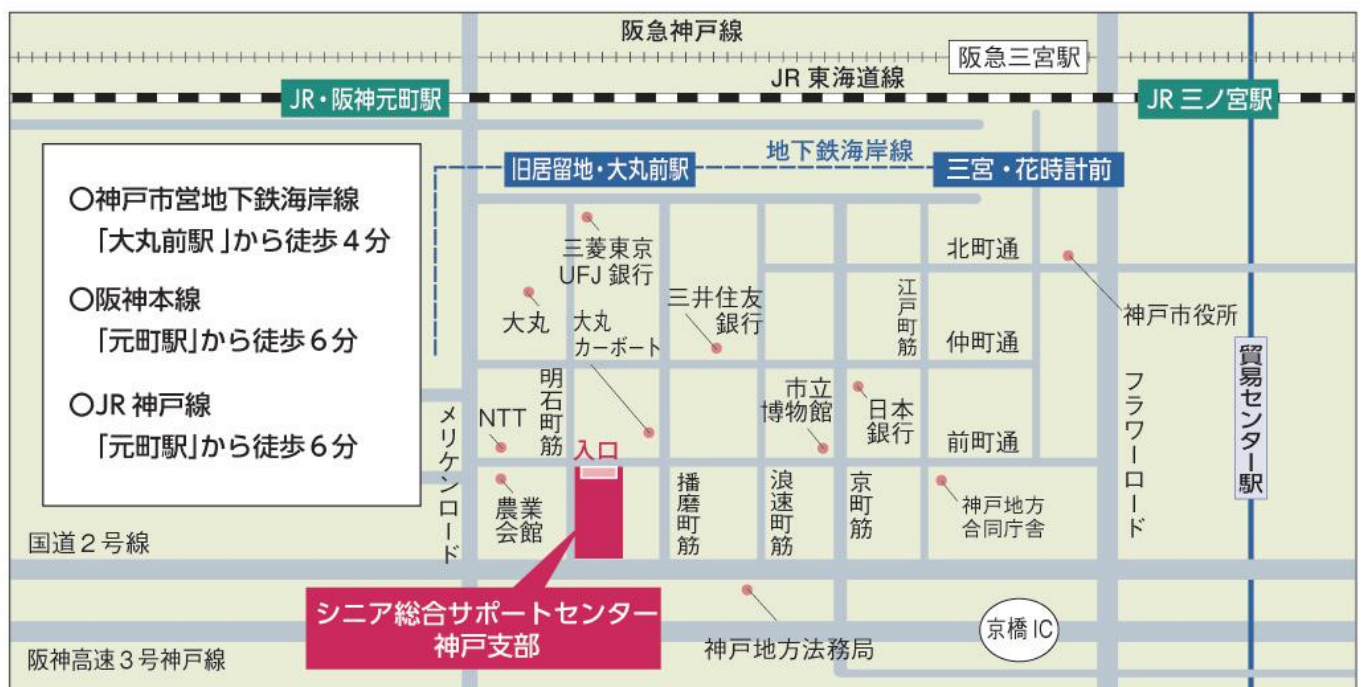 阪急神戸線
阪急三宮駅
JR東海道線
JR・阪神元町駅
JR 三ノ宮駅
地下鉄海岸線
旧居留地・大丸前駅
三宮・花時計前
○神戸市営地下鉄海岸線
「大丸前駅」から徒歩4分
○阪神本線
「元町駅」から徒歩6分
○JR 神戸線
「元町駅」から徒歩6分
三菱東京
UFJ 銀行
北町通
大丸
大丸
カーポート
三井住友
銀行
江戸町筋
神戸市役所
仲町通
貿易センター駅
フラワーロード
明石町筋
市立
博物館
日本
銀行
メリケンロード
NTT
入口
前町通
農業
会館
播磨町筋
浪速町筋
京町筋
神戸地方
合同庁舎
国道2号線
シニア総合サポートセンター
神戸支部
神戸地方法務局
京橋 IC
阪神高速3号神戸線